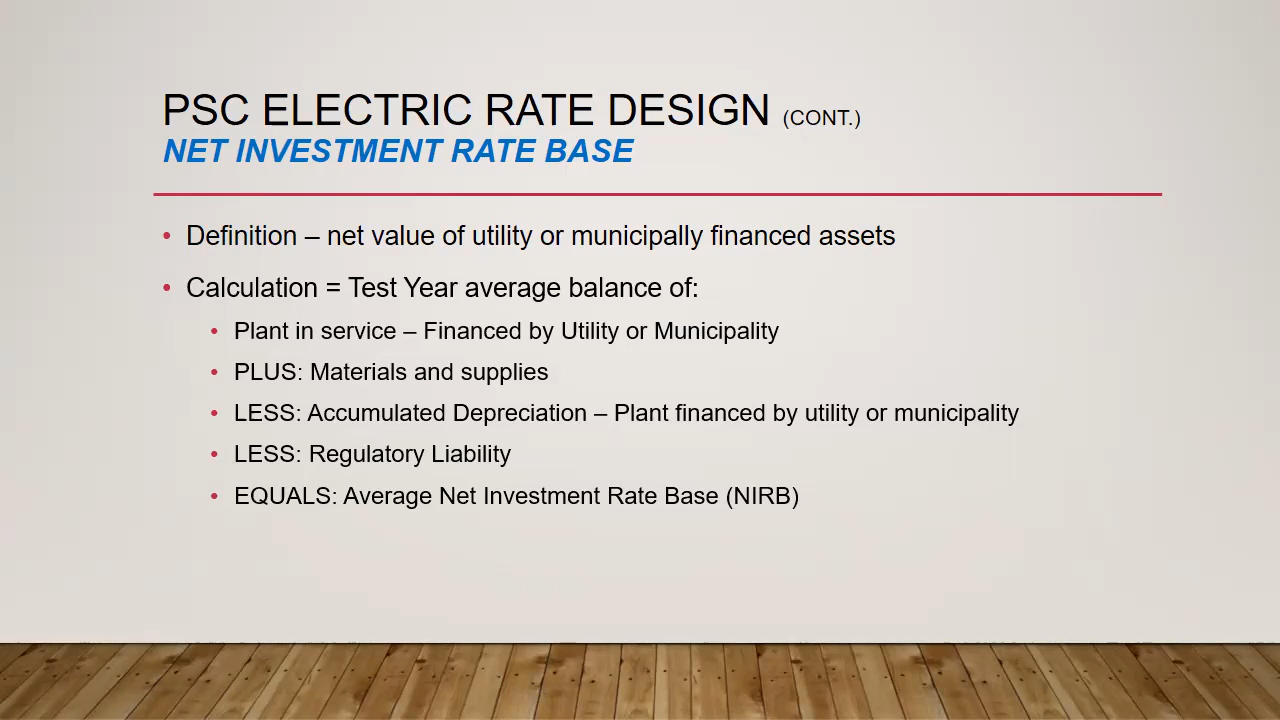 PSC ELECTRIC RATE DESIGN (CONT.)
NET INVESTMENT RATE BASE
• Definition – net value of utility or municipally financed assets
• Calculation = Test Year average balance of:
• Plant in service – Financed by Utility or Municipality
• PLUS: Materials and supplies
• LESS: Accumulated Depreciation – Plant financed by utility or municipality
• LESS: Regulatory Liability
• EQUALS: Average Net Investment Rate Base (NIRB)